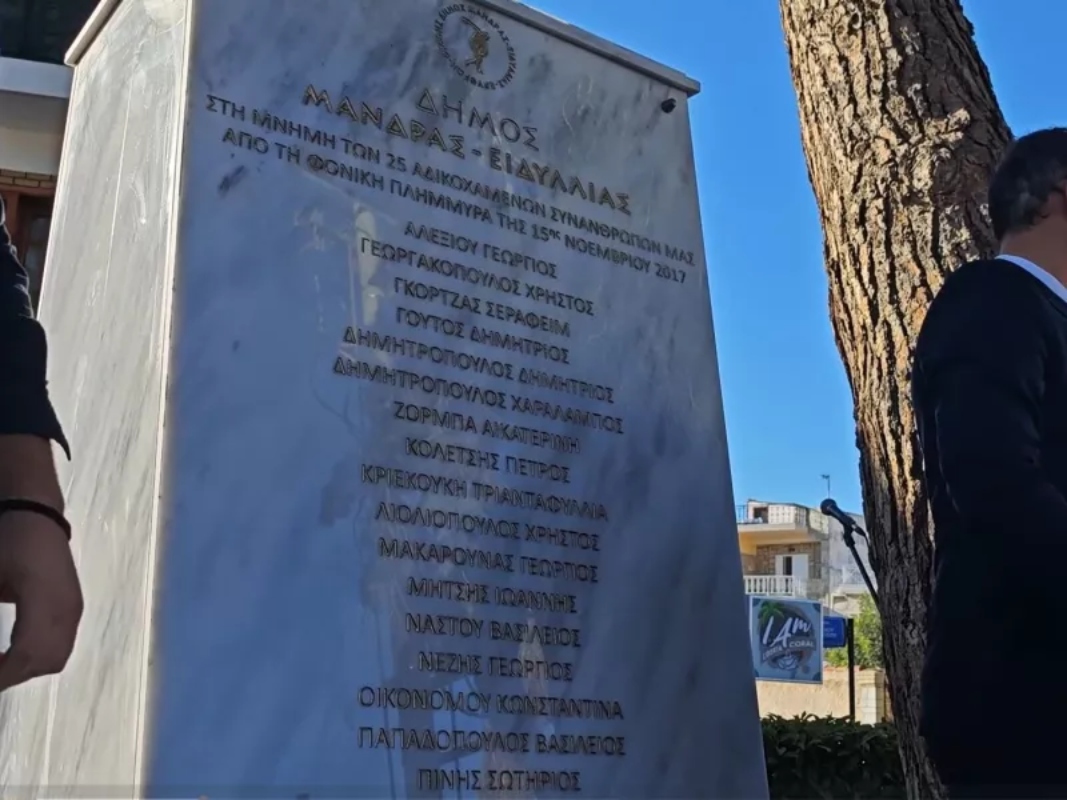 ΔΗΜΟΣ
ΜΑΝΔΡΑΣ - ΕΙΔΥΛΛΙΑΣ
ΣΤΗ ΜΝΗΜΗ ΤΩΝ 25 ΑΔΙΚΟΧΑΜΕΝΩΝ ΣΥΝΑΝΘΡΩΠΩΝ ΜΑΣ
ΑΠΟ ΤΗ ΦΟΝΙΚΗ ΠΛΗΜΜΥΡΑ ΤΗΣ 15ης ΝΟΕΜΒΡΙΟΥ 2017
ΑΛΕΞΙΟΥ ΓΕΩΡΓΙΟΣ
ΓΕΩΡΓΑΚΟΠΟΥΛΟΣ ΧΡΗΣΤΟΣ
ΓΚΟΡΤΖΑΣ ΣΕΡΑΦΕΙΜ
ΓΟΥΤΟΣ ΔΗΜΗΤΡΙΟΣ
ΔΗΜΗΤΡΟΠΟΥΛΟΣ ΔΗΜΗΤΡΙΟΣ
ΔΗΜΗΤΡΟΠΟΥΛΟΣ ΧΑΡΑΛΑΜΠΟΣ
ΖΟΡΜΠΑ ΑΙΚΑΤΕΡΙΝΗ
ΚΟΛΕΤΣΗΣ ΠΕΤΡΟΣ
ΚΡΙΕΚΟΥΚΗ ΤΡΙΑΝΤΑΦΥΛΛΙΑ
ΛΙΟΛΙΟΠΟΥΛΟΣ ΧΡΗΣΤΟΣ
ΜΑΚΑΡΟΥΝΑΣ ΓΕΩΡΓΙΟΣ
ΜΗΤΣΗΣ ΙΩΑΝΝΗΣ
ΝΑΣΤΟΥ ΒΑΣΙΛΕΙΟΣ
ΝΕΖΗΣ ΓΕΩΡΓΙΟΣ
ΟΙΚΟΝΟΜΟΥ ΚΩΝΣΤΑΝΤΙΝΑ
ΠΑΠΑΔΟΠΟΥΛΟΣ ΒΑΣΙΛΕΙΟΣ
ΠΙΝΗΣ ΣΩΤΗΡΙΟΣ
I Am
CORAL